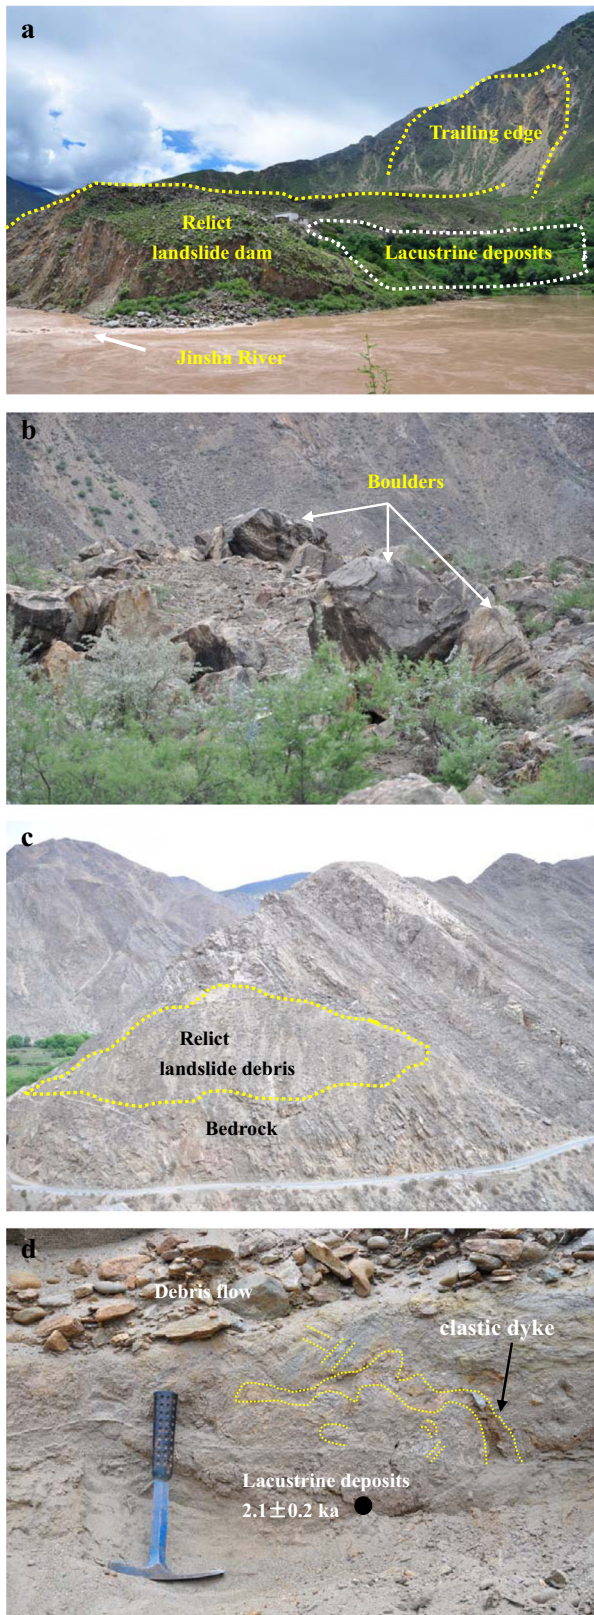 a
Trailing edge
Relict
landslide dam
Lacustrine deposits
Jinsha River
b
Boulders
c
Relict
landslide debris
Bedrock
d
Debris flow
clastic dyke
Lacustrine deposits
2.1±0.2 ka